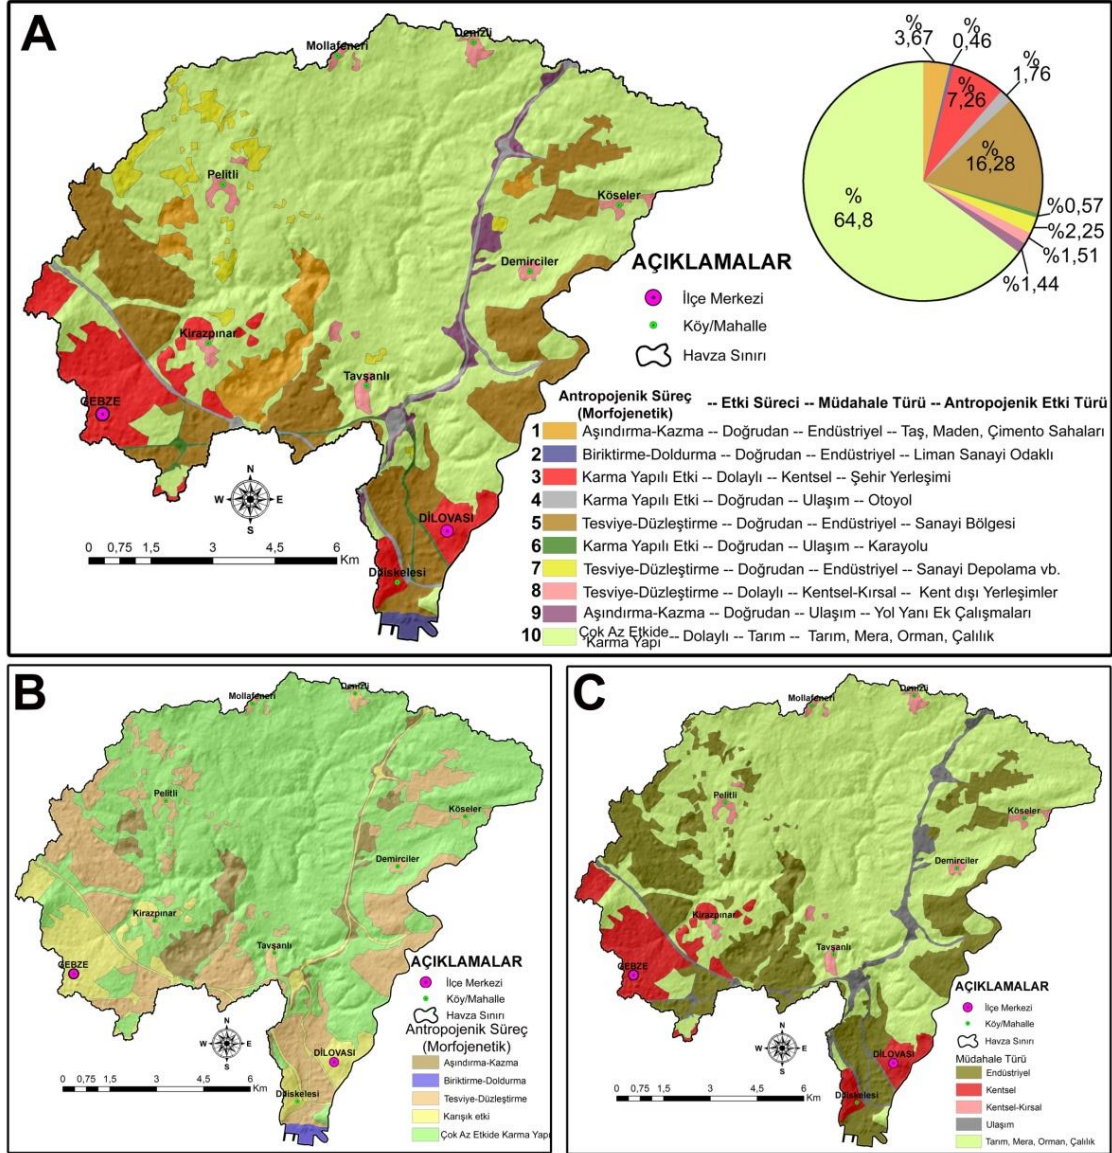 A
Mollafeneri
Denizli
Pelitli
Köseler
Demirciler
Kirazpınar
Tavşanlı
GEBZE
DİLOVASI
Diliskelesi
N
W
E
S
0 0,75 1,5 3 4,5 6
Km
%
3,67
%
0,46
%
7,26
%
1,76
%
16,28
%0,57
%2,25
%1,51
%1,44
%
64,8
AÇIKLAMALAR
İlçe Merkezi
Köy/Mahalle
Havza Sınırı
Antropojenik Süreç
(Morfojenetik)
-- Etki Süreci -- Müdahale Türü -- Antropojenik Etki Türü
1 Aşındırma-Kazma -- Doğrudan -- Endüstriyel -- Taş, Maden, Çimento Sahaları
2 Biriktirme-Doldurma -- Doğrudan -- Endüstriyel -- Liman Sanayi Odaklı
3 Karma Yapılı Etki -- Dolaylı -- Kentsel -- Şehir Yerleşimi
4 Karma Yapılı Etki -- Doğrudan -- Ulaşım -- Otoyol
5 Tesviye-Düzleştirme -- Doğrudan -- Endüstriyel -- Sanayi Bölgesi
6 Karma Yapılı Etki -- Doğrudan -- Ulaşım -- Karayolu
7 Tesviye-Düzleştirme -- Doğrudan -- Endüstriyel -- Sanayi Depolama vb.
8 Tesviye-Düzleştirme -- Dolaylı -- Kentsel-Kırsal -- Kent dışı Yerleşimler
9 Aşındırma-Kazma -- Doğrudan -- Ulaşım -- Yol Yanı Ek Çalışmaları
10 Çok Az Etkide Karma Yapı -- Dolaylı -- Tarım -- Tarım, Mera, Orman, Çalılık
B
Mollafeneri
Denizli
Pelitli
Köseler
Demirciler
Kirazpınar
Tavşanlı
GEBZE
DİLOVASI
Diliskelesi
N
W
E
S
0 0,75 1,5 3 4,5 6
Km
AÇIKLAMALAR
İlçe Merkezi
Köy/Mahalle
Havza Sınırı
Antropojenik Süreç
(Morfojenetik)
Aşındırma-Kazma
Biriktirme-Doldurma
Tesviye-Düzleştirme
Karışık etki
Çok Az Etkide Karma Yapı
C
Mollafeneri
Denizli
Pelitli
Köseler
Demirciler
Kirazpınar
Tavşanlı
GEBZE
DİLOVASI
Diliskelesi
N
W
E
S
0 0,75 1,5 3 4,5 6
Km
AÇIKLAMALAR
İlçe Merkezi
Köy/Mahalle
Havza Sınırı
Müdahale Türü
Endüstriyel
Kentsel
Kentsel-Kırsal
Ulaşım
Tarım, Mera, Orman, Çalılık